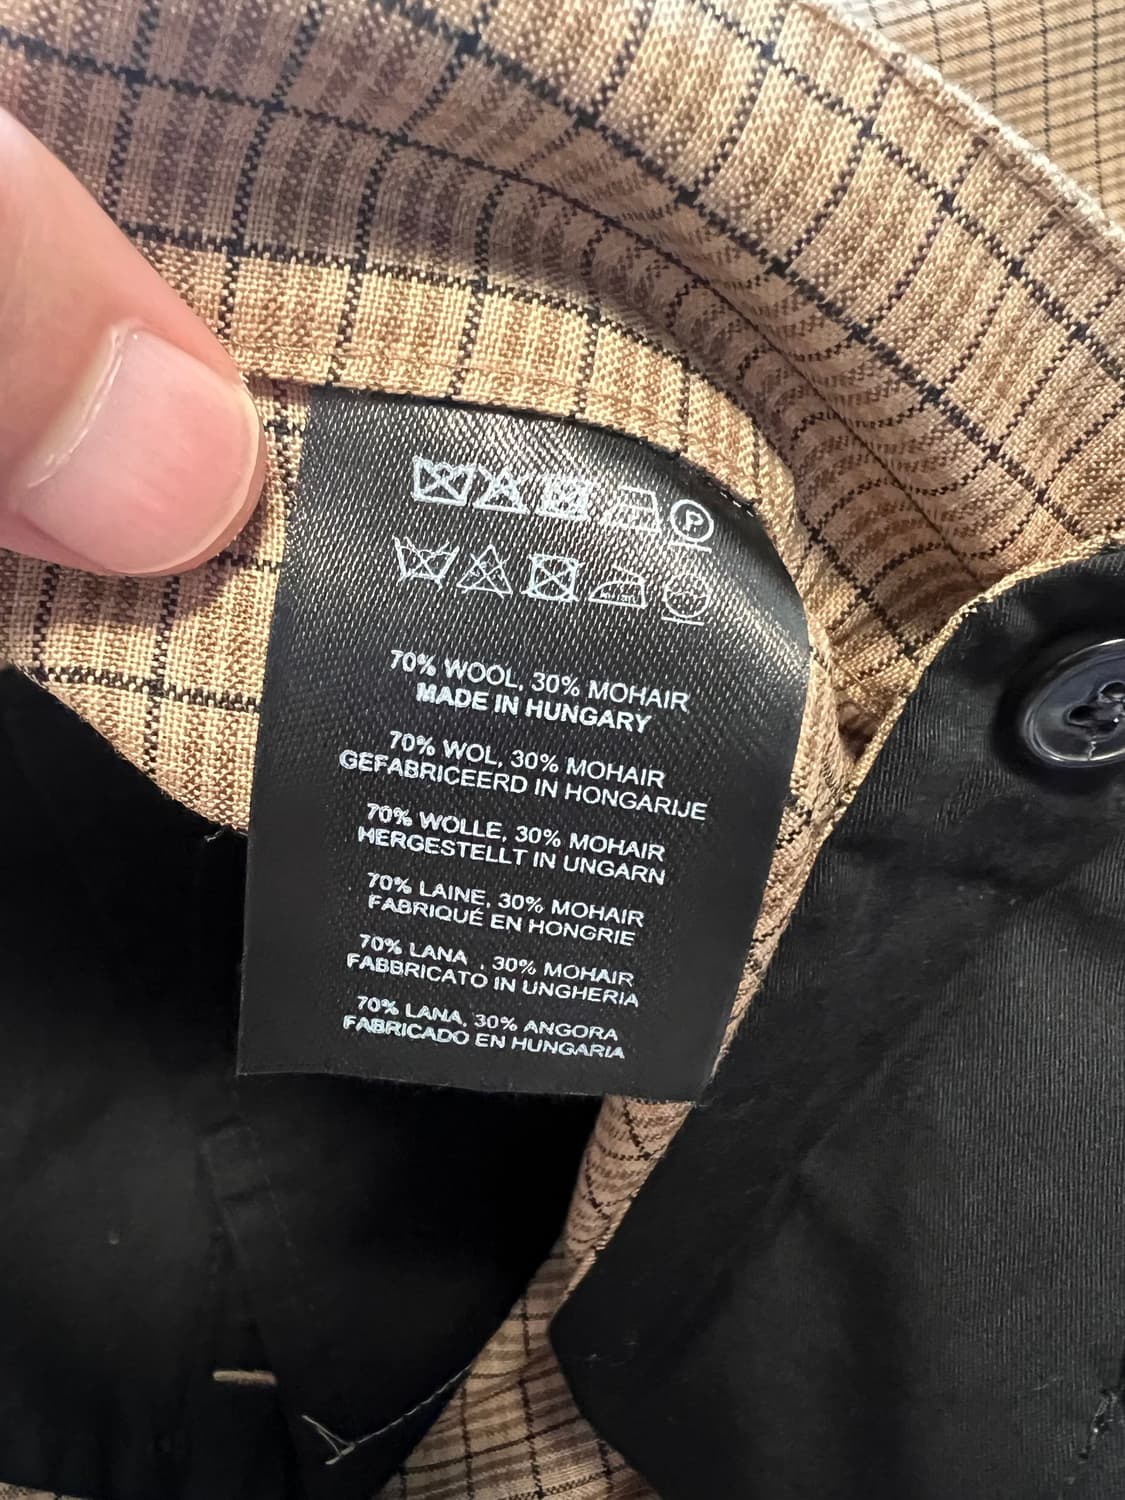 P
70% WOOL, 30% MOHAIR
MADE IN HUNGARY
70% WOL, 30% MOHAIR
GEFABRICEERD IN HONGARIJE
70% WOLLE, 30% MOHAIR
HERGESTELLT IN UNGARN
70% LAINE, 30% MOHAIR
FABRIQUÉ EN HONGRIE
70% LANA , 30% MOHAIR
FABBRICATO IN UNGHERIA
70% LANA, 30% ANGORA
FABRICADO EN HUNGARIA